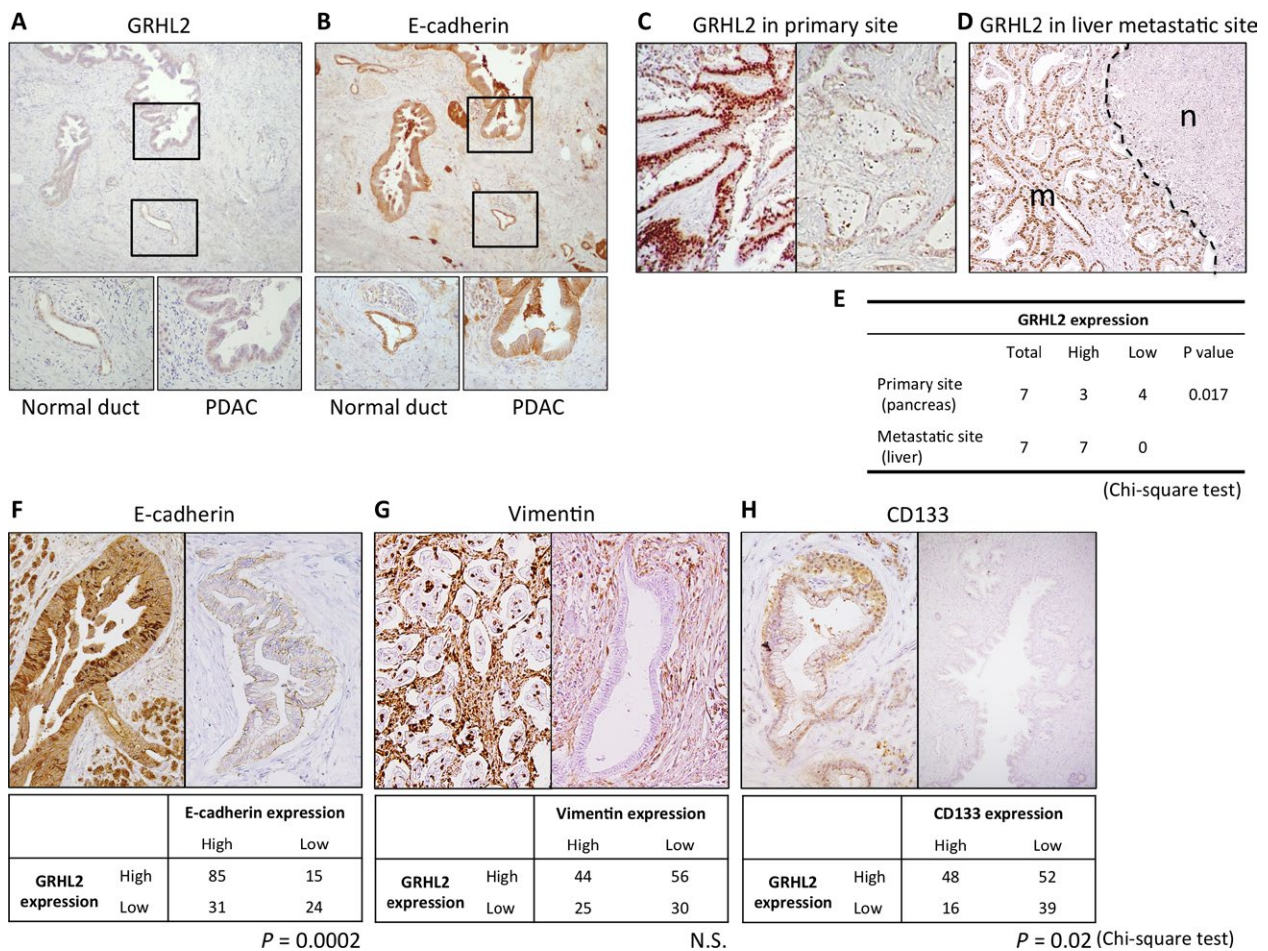 A GRHL2
B E-cadherin
C GRHL2 in primary site
D GRHL2 in liver metastatic site
n
m
Normal duct PDAC
Normal duct PDAC
E
GRHL2 expression
Total High Low P value
Primary site
(pancreas) 7 3 4 0.017
Metastatic site
(liver) 7 7 0
(Chi-square test)
F E-cadherin
G Vimentin
H CD133
E-cadherin expression
High Low
GRHL2
expression
High 85 15
Low 31 24
P = 0.0002
Vimentin expression
High Low
GRHL2
expression
High 44 56
Low 25 30
N.S.
CD133 expression
High Low
GRHL2
expression
High 48 52
Low 16 39
P = 0.02 (Chi-square test)